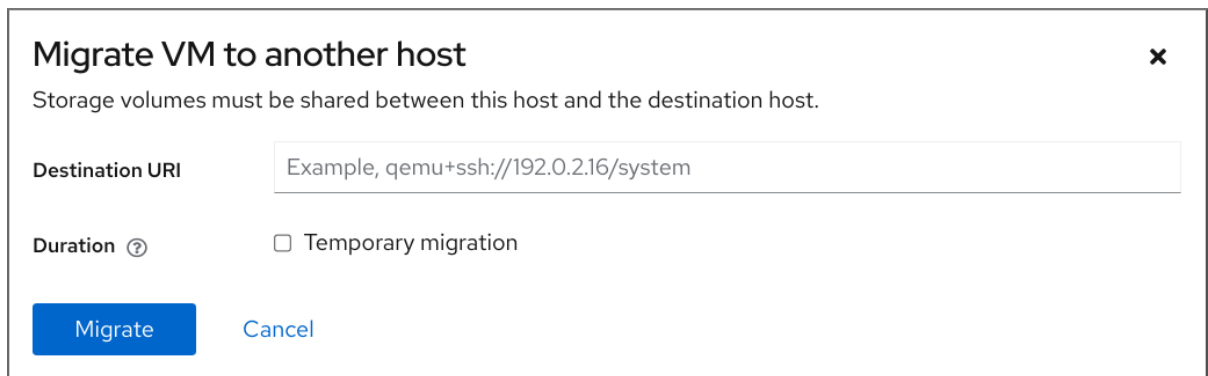 Migrate VM to another host
Storage volumes must be shared between this host and the destination host.
Destination URI Example, qemu+ssh://192.0.2.16/system
Duration Temporary migration
Migrate Cancel